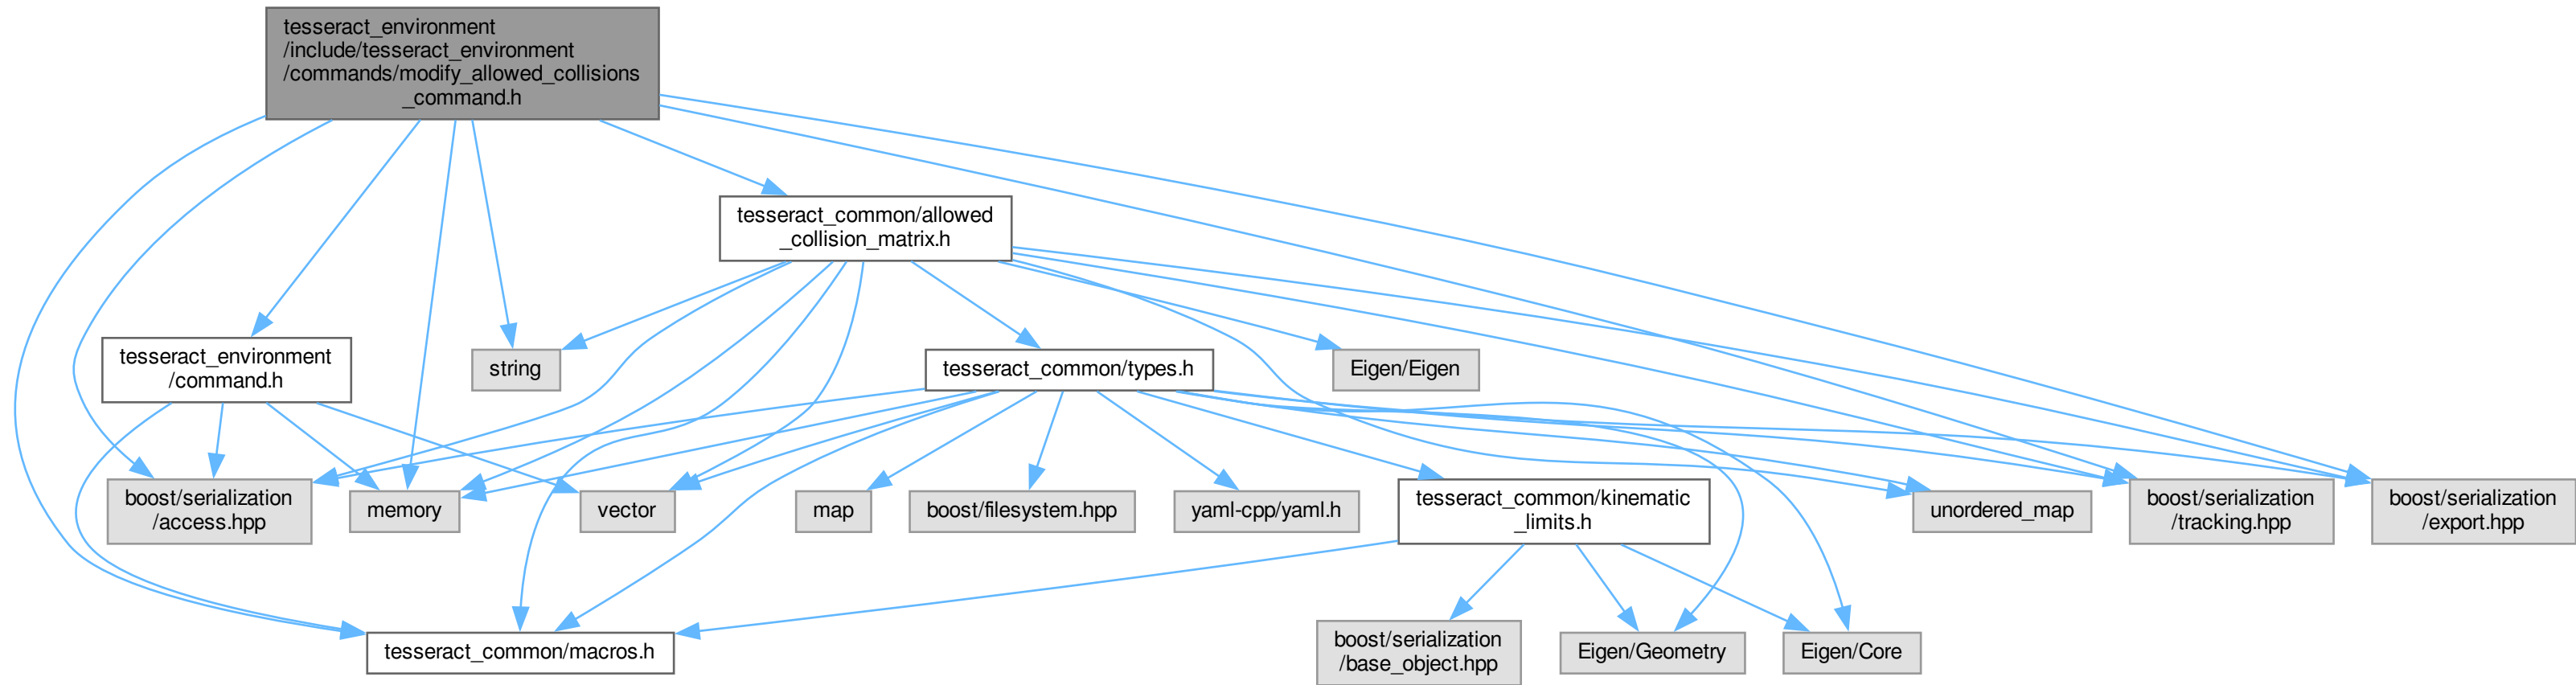 tesseract_environment
/include/tesseract_environment
/commands/modify_allowed_collisions
_command.h
tesseract_common/allowed
_collision_matrix.h
tesseract_environment
/command.h
string
tesseract_common/types.h
Eigen/Eigen
boost/serialization
/access.hpp
memory
vector
map
boost/filesystem.hpp
yaml-cpp/yaml.h
tesseract_common/kinematic
_limits.h
unordered_map
boost/serialization
/tracking.hpp
boost/serialization
/export.hpp
tesseract_common/macros.h
boost/serialization
/base_object.hpp
Eigen/Geometry
Eigen/Core